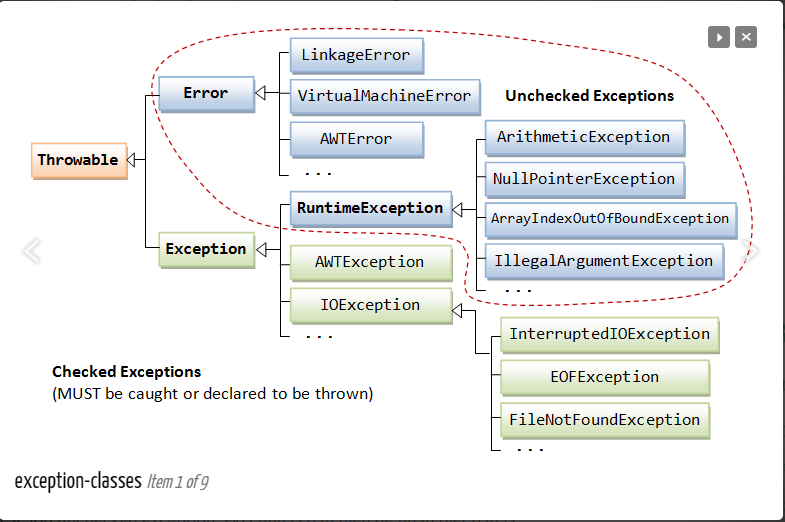 LinkageError
Error
VirtualMachineError
Unchecked Exceptions
AWTError
ArithmeticException
Throwable
...
NullPointerException
RuntimeException
ArrayIndexOutOfBoundException
Exception
AWTException
IllegalArgumentException
...
IOException
...
InterruptedIOException
Checked Exceptions
(MUST be caught or declared to be thrown)
EOFException
FileNotFoundException
...
exception-classes Item 1 of 9